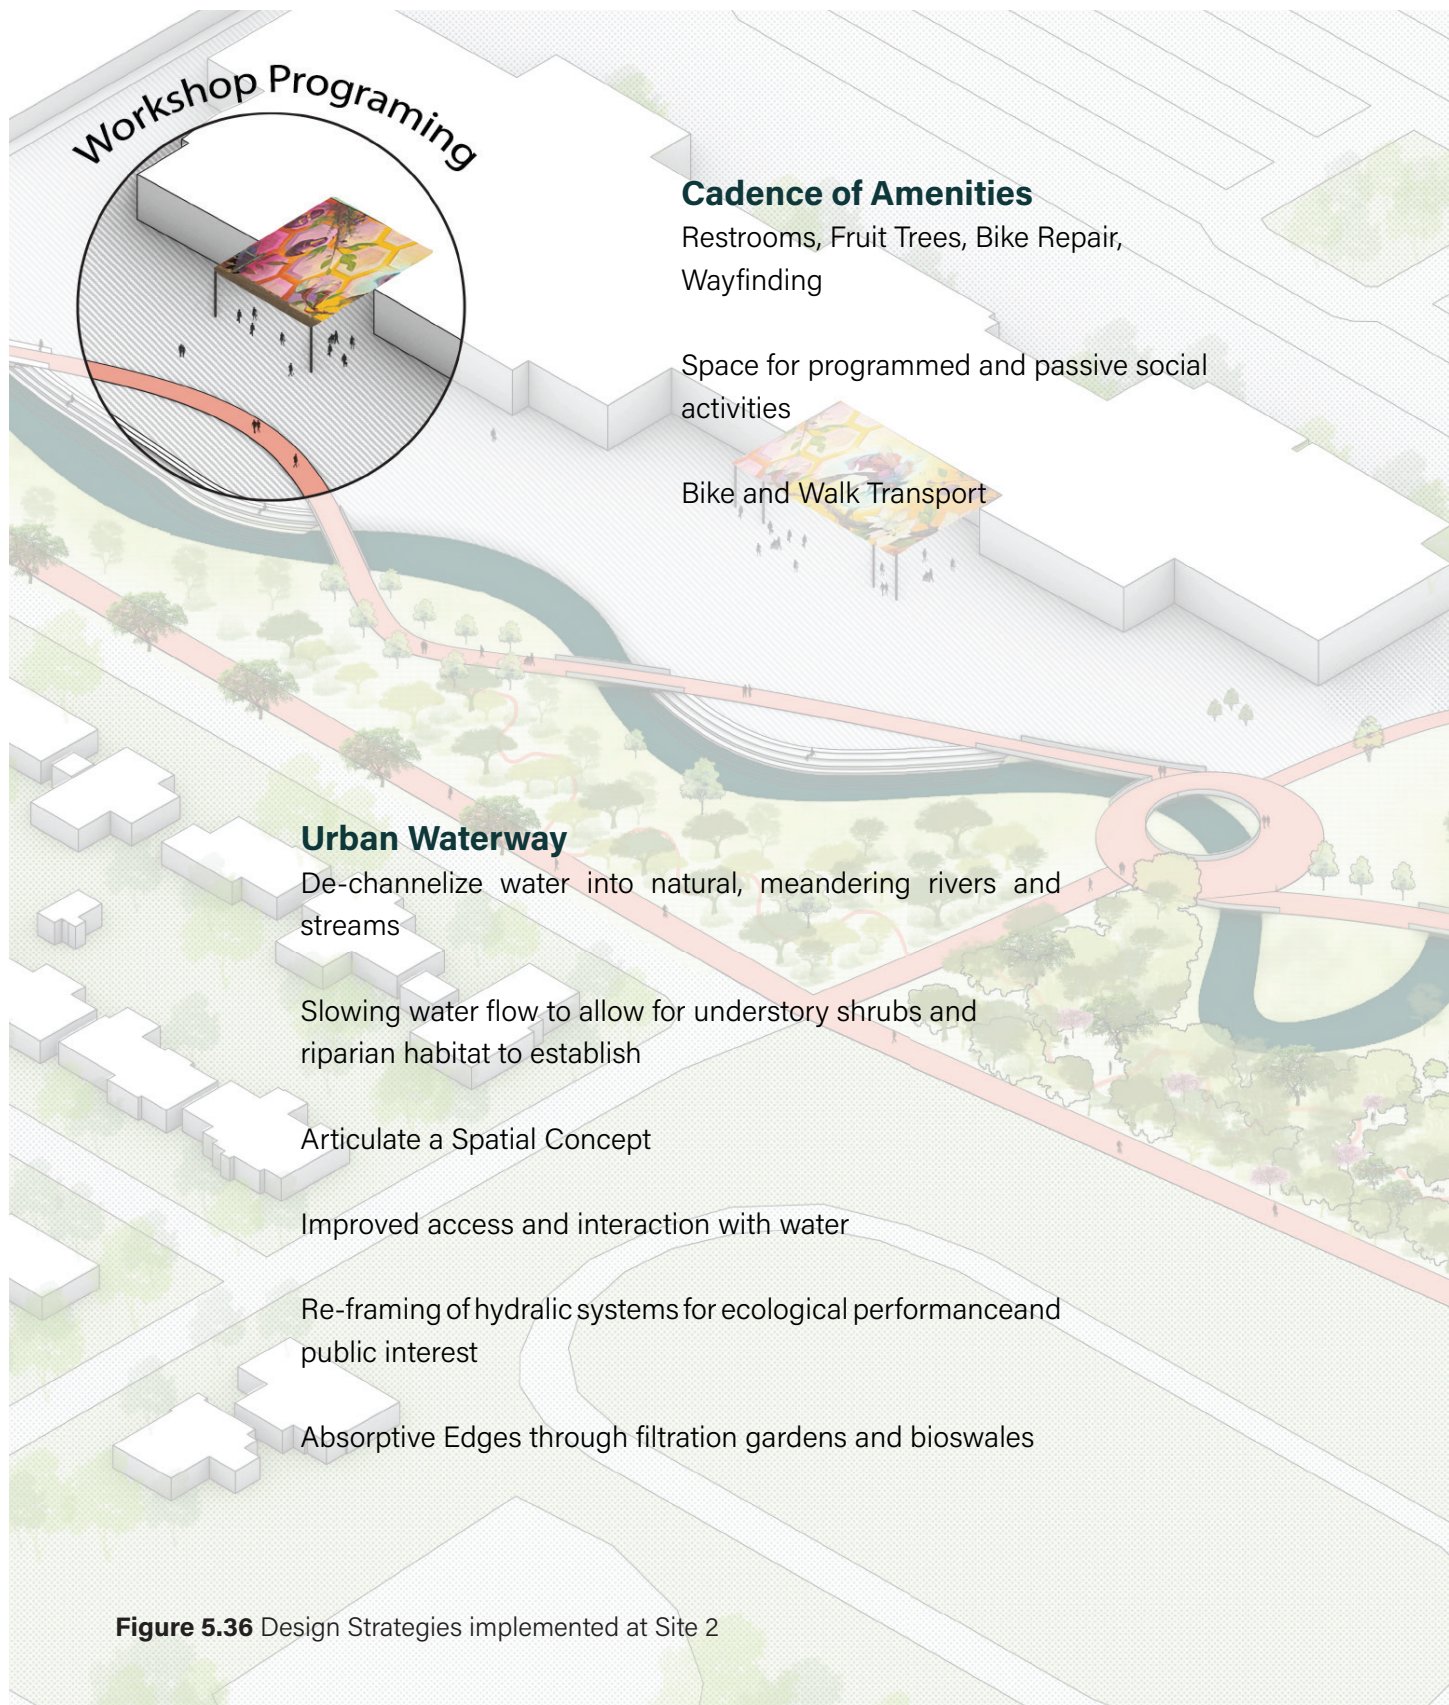 Workshop Programing
Cadence of Amenities
Restrooms, Fruit Trees, Bike Repair,
Wayfinding
Space for programmed and passive social
activities
Bike and Walk Transport
Urban Waterway
De-channelize water into natural, meandering rivers and
streams
Slowing water flow to allow for understory shrubs and
riparian habitat to establish
Articulate a Spatial Concept
Improved access and interaction with water
Re-framing of hydralic systems for ecological performanceand
public interest
Absorptive Edges through filtration gardens and bioswales
Figure 5.36 Design Strategies implemented at Site 2